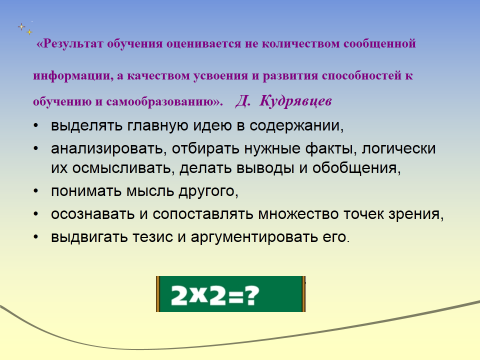 «Результат обучения оценивается не количеством сообщенной
информации, а качеством усвоения и развития способностей к
обучению и самообразованию». Д. Кудрявцев
• выделять главную идею в содержании,
• анализировать, отбирать нужные факты, логически
их осмысливать, делать выводы и обобщения,
• понимать мысль другого,
• осознавать и сопоставлять множество точек зрения,
• выдвигать тезис и аргументировать его.
2x2=?